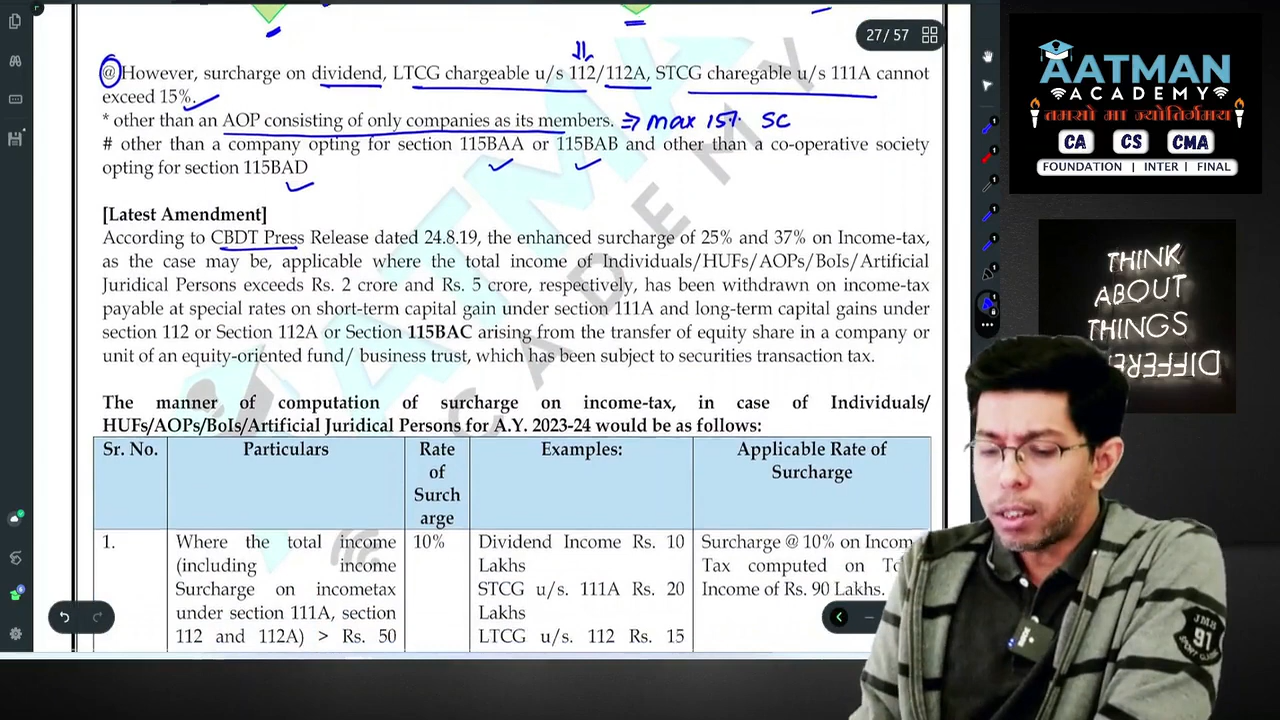 27 / 57
@ However, surcharge on dividend, LTCG chargeable u/s 112/112A, STCG charegable u/s 111A cannot
exceed 15%.
* other than an AOP consisting of only companies as its members. ⇒ max 15% SC
# other than a company opting for section 115BAA or 115BAB and other than a co-operative society
opting for section 115BAD
[Latest Amendment]
According to CBDT Press Release dated 24.8.19, the enhanced surcharge of 25% and 37% on Income-tax,
as the case may be, applicable where the total income of Individuals/HUFs/AOPs/BoIs/Artificial
Juridical Persons exceeds Rs. 2 crore and Rs. 5 crore, respectively, has been withdrawn on income-tax
payable at special rates on short-term capital gain under section 111A and long-term capital gains under
section 112 or Section 112A or Section 115BAC arising from the transfer of equity share in a company or
unit of an equity-oriented fund/ business trust, which has been subject to securities transaction tax.
The manner of computation of surcharge on income-tax, in case of Individuals/
HUFs/AOPs/BoIs/Artificial Juridical Persons for A.Y. 2023-24 would be as follows:
Sr. No.
Particulars
Rate
of
Surch
arge
Examples:
Applicable Rate of
Surcharge
1.
Where the total income
(including income
Surcharge on incometax
under section 111A, section
112 and 112A) > Rs. 50
10%
Dividend Income Rs. 10
Lakhs
STCG u/s. 111A Rs. 20
Lakhs
LTCG u/s. 112 Rs. 15
Surcharge @ 10% on Incom
Tax computed on To
Income of Rs. 90 Lakhs.
AATMAN
ACADEMY
तमसो मा ज्योतिर्गमय
CA CS CMA
FOUNDATION | INTER | FINAL
THINK
ABOUT
THINGS
JMH
91